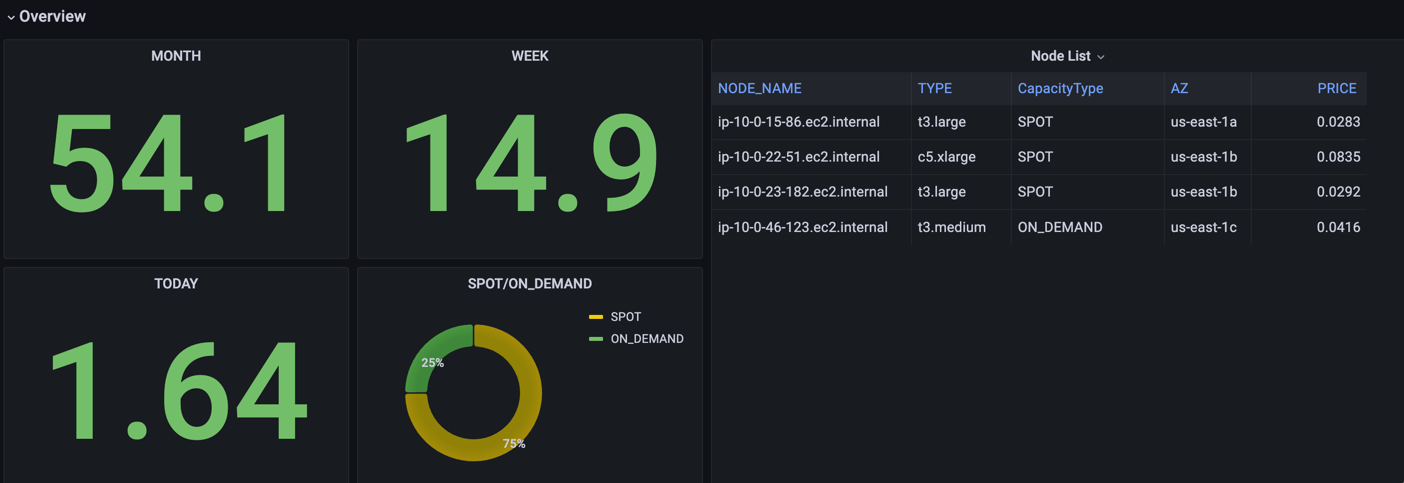 Overview
MONTH
54.1
WEEK
14.9
Node List
NODE_NAME TYPE CapacityType AZ PRICE
ip-10-0-15-86.ec2.internal t3.large SPOT us-east-1a 0.0283
ip-10-0-22-51.ec2.internal c5.xlarge SPOT us-east-1b 0.0835
ip-10-0-23-182.ec2.internal t3.large SPOT us-east-1b 0.0292
ip-10-0-46-123.ec2.internal t3.medium ON_DEMAND us-east-1c 0.0416
TODAY
1.64
SPOT/ON_DEMAND
SPOT
ON_DEMAND
25%
75%